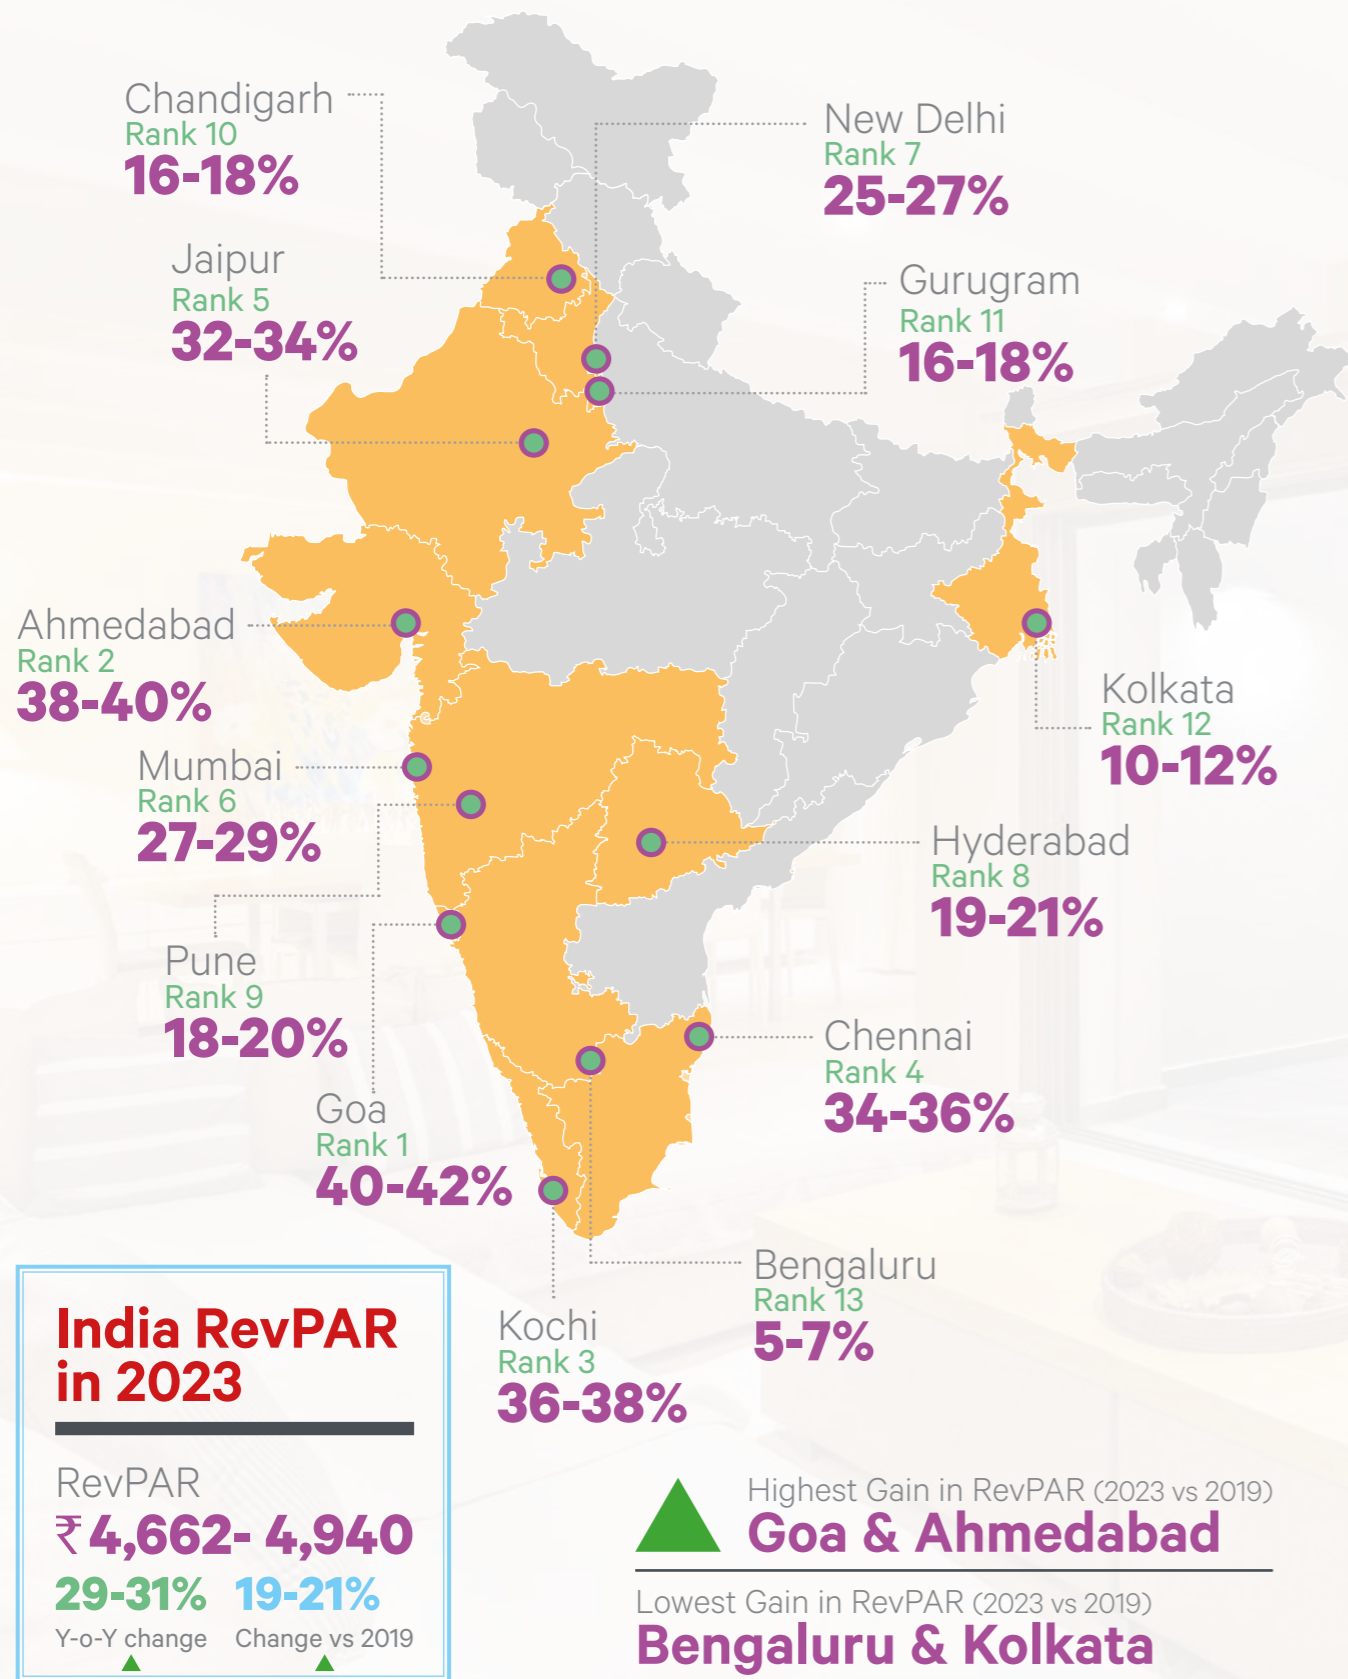 Chandigarh
Rank 10
16-18%
New Delhi
Rank 7
25-27%
Jaipur
Rank 5
32-34%
Gurugram
Rank 11
16-18%
Ahmedabad
Rank 2
38-40%
Kolkata
Rank 12
10-12%
Mumbai
Rank 6
27-29%
Hyderabad
Rank 8
19-21%
Pune
Rank 9
18-20%
Chennai
Rank 4
34-36%
Goa
Rank 1
40-42%
Bengaluru
Rank 13
5-7%
Kochi
Rank 3
36-38%
India RevPAR
in 2023
RevPAR
₹ 4,662- 4,940
29-31% 19-21%
Y-o-Y change Change vs 2019
Highest Gain in RevPAR (2023 vs 2019)
Goa & Ahmedabad
Lowest Gain in RevPAR (2023 vs 2019)
Bengaluru & Kolkata